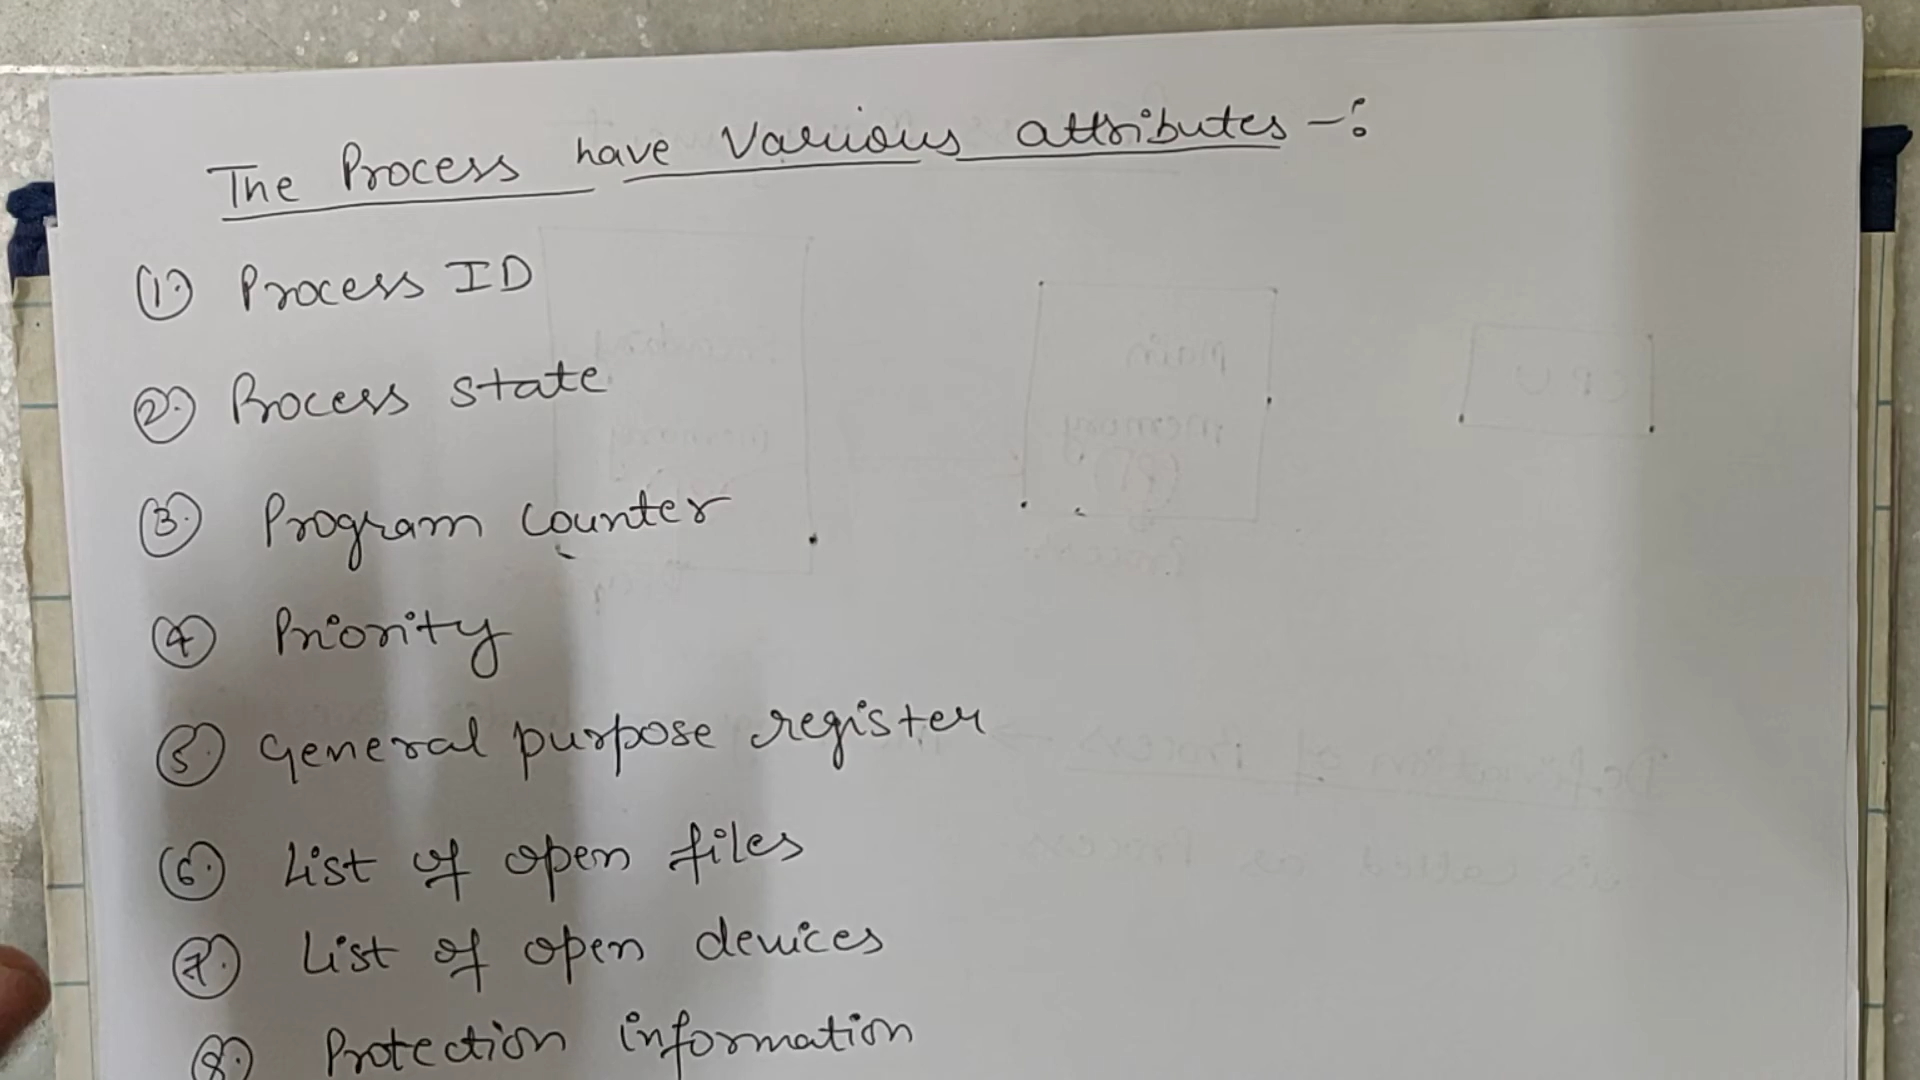 The Process have Various attributes -:
(1.) Process ID
(2.) Process state
(3.) Program Counter
(4) Priority
(5.) General purpose register
(6.) List of open files
(7.) List of open devices
(8.) Protection information